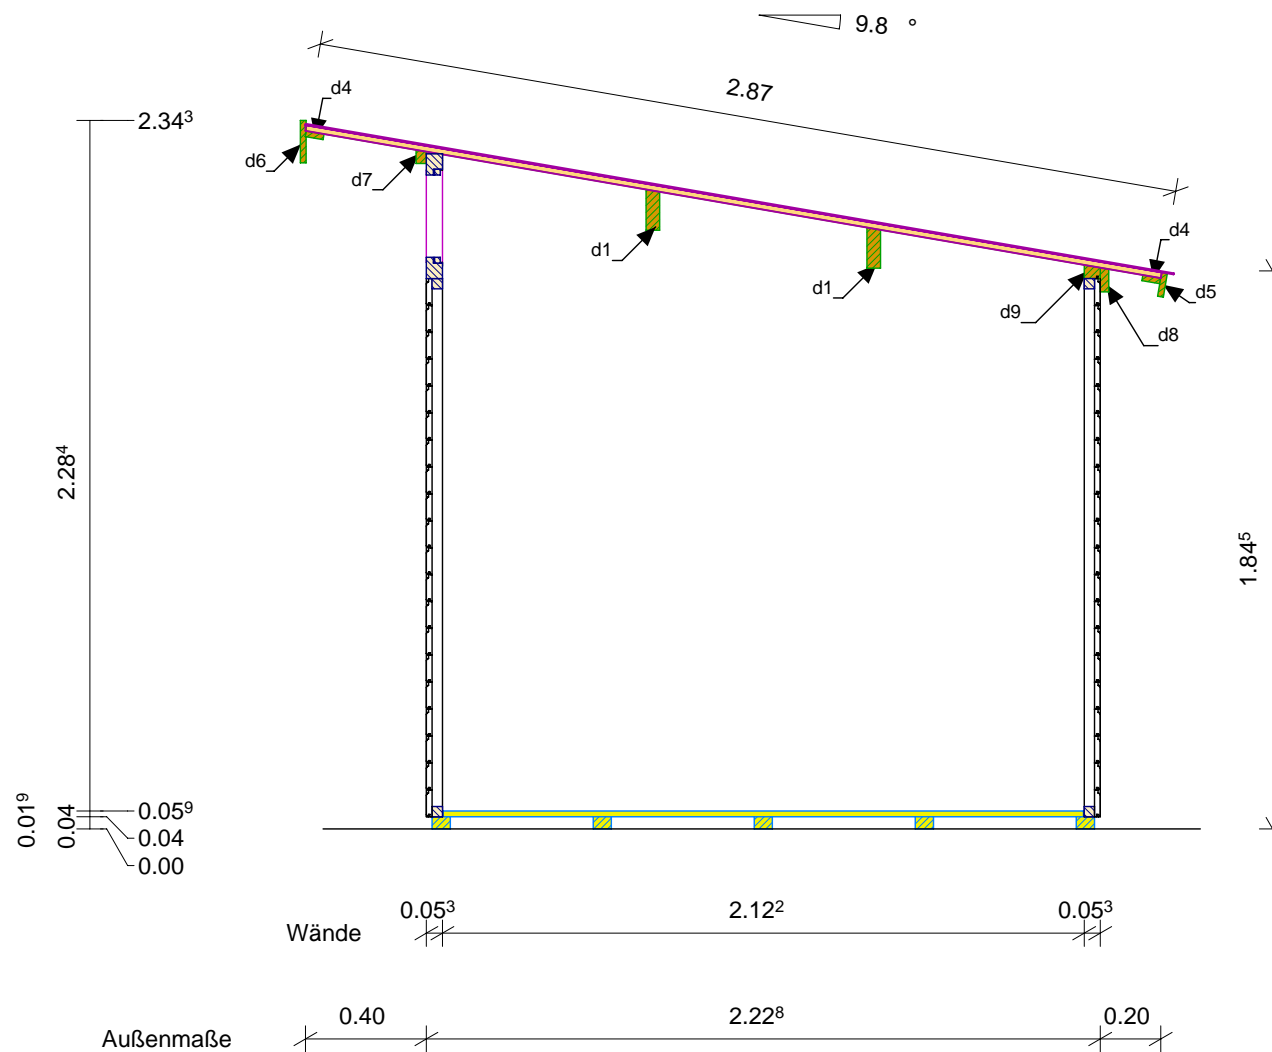 9.8 °
2.87
d4
2.34³
d6
d7
d1
d4
d1
d5
d9
d8
2.28⁴
1.84⁵
0.01⁹
0.04
0.05⁹
0.04
0.00
0.05³ 2.12² 0.05³
Wände
0.40 2.22⁸ 0.20
Außenmaße